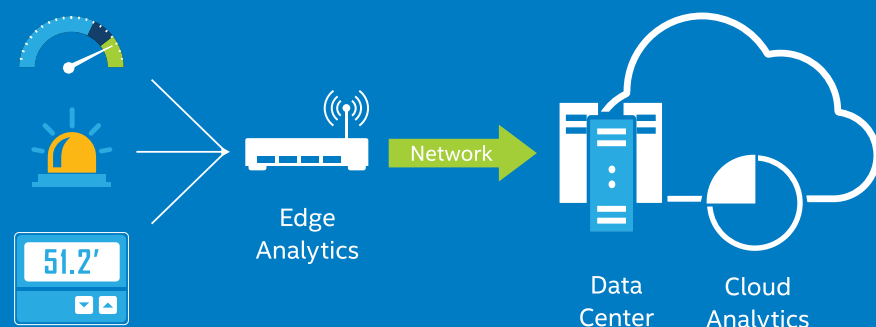 Network
51.2'
Edge
Analytics
Data
Center
Cloud
Analytics